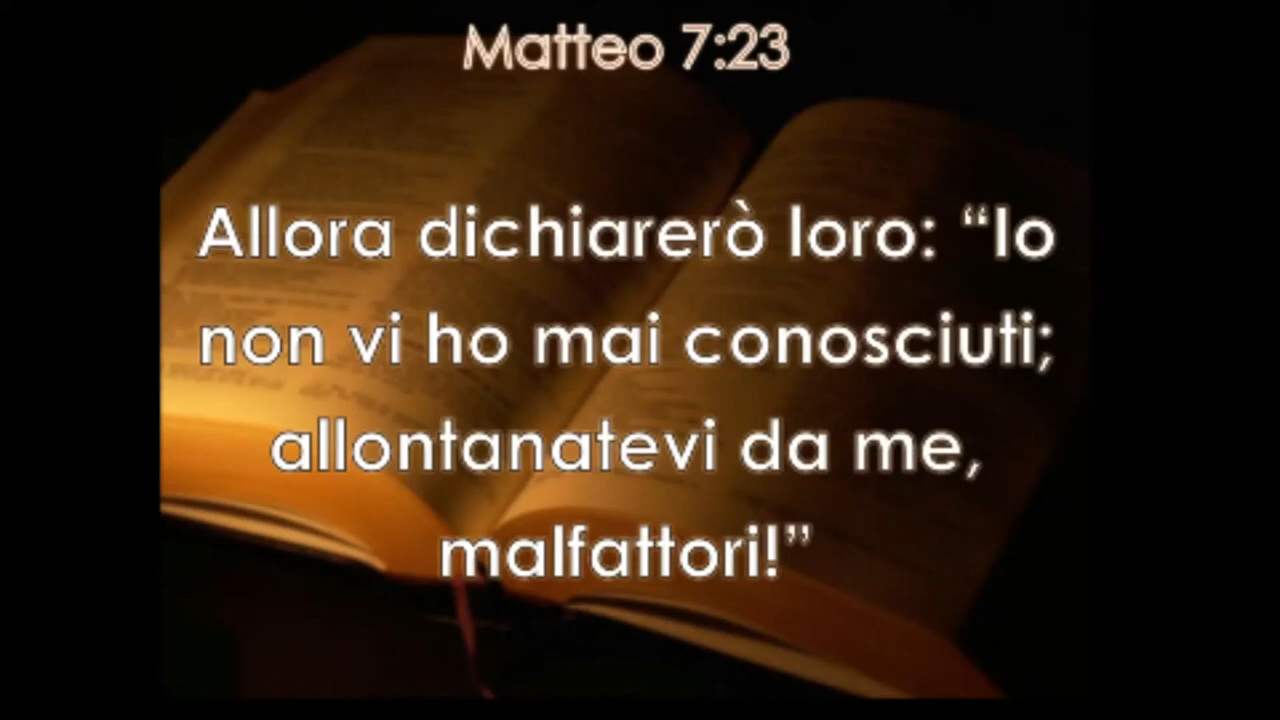 Matteo 7:23
Allora dichiarerò loro: “Io
non vi ho mai conosciuti;
allontanatevi da me,
malfattori!”